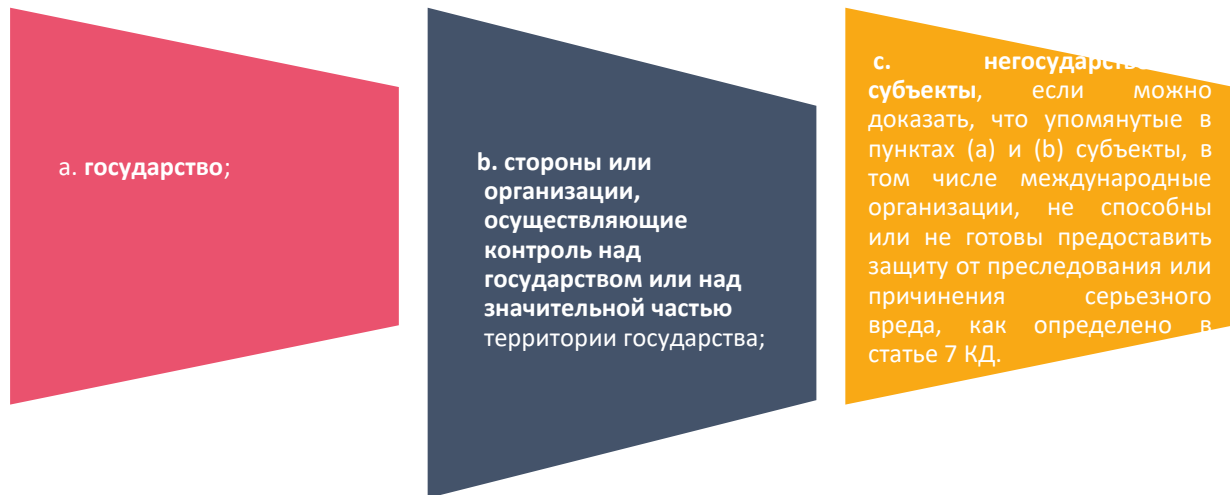 a. государство;
b. стороны или
организации,
осуществляющие
контроль над
государством или над
значительной частью
территории государства;
c.
субъекты, если можно
доказать, что упомянутые в
пунктах (a) и (b) субъекты, в
том числе международные
организации, не способны
или не готовы предоставить
защиту от преследования или
причинения серьезного
вреда, как определено в
статье 7 КД.